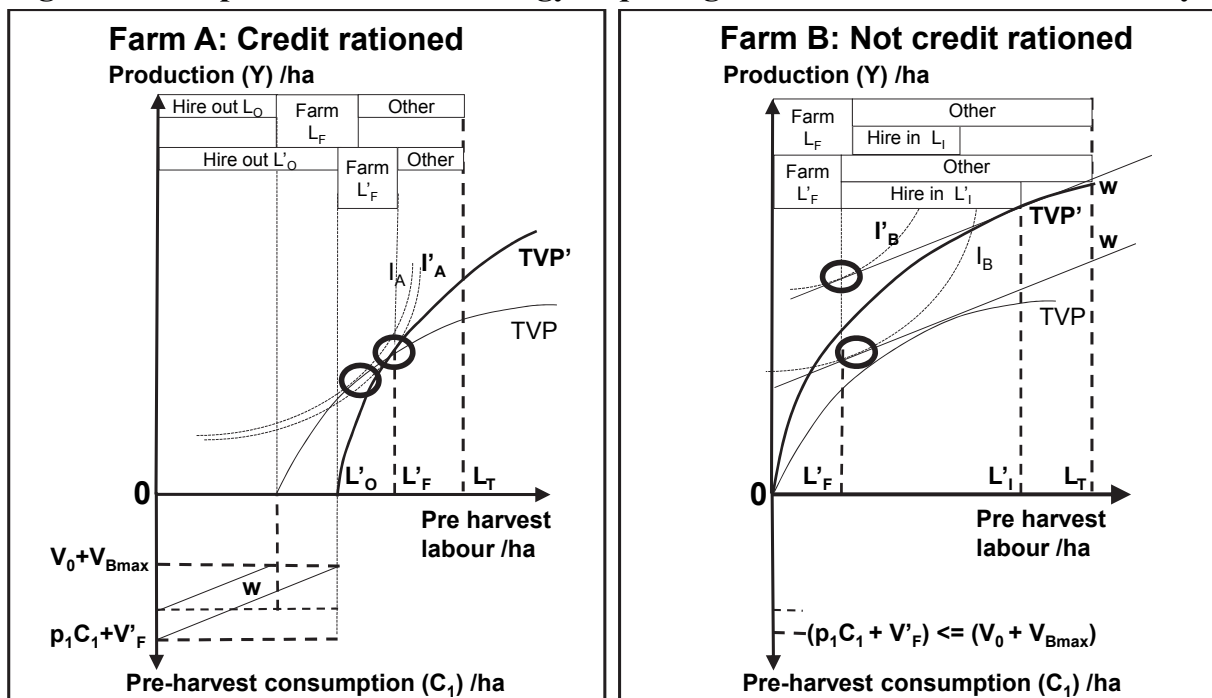 Farm A: Credit rationed
Production (Y) /ha
Hire out L_O
Farm L_F
Other
Hire out L'_O
Farm L'_F
Other
I_A
I'_A
TVP'
TVP
0
L'_O
L'_F
L_T
Pre harvest
labour /ha
V_0+V_Bmax
w
p_1C_1+V'_F
Pre-harvest consumption (C_1) /ha
Farm B: Not credit rationed
Production (Y) /ha
Farm L_F
Other
Hire in L_I
Farm L'_F
Other
Hire in L'_I
w
TVP'
I'_B
I_B
w
TVP
0
L'_F
L'_I
L_T
Pre harvest
labour /ha
(p_1C_1 + V'_F) <= (V_0 + V_Bmax)
Pre-harvest consumption (C_1) /ha